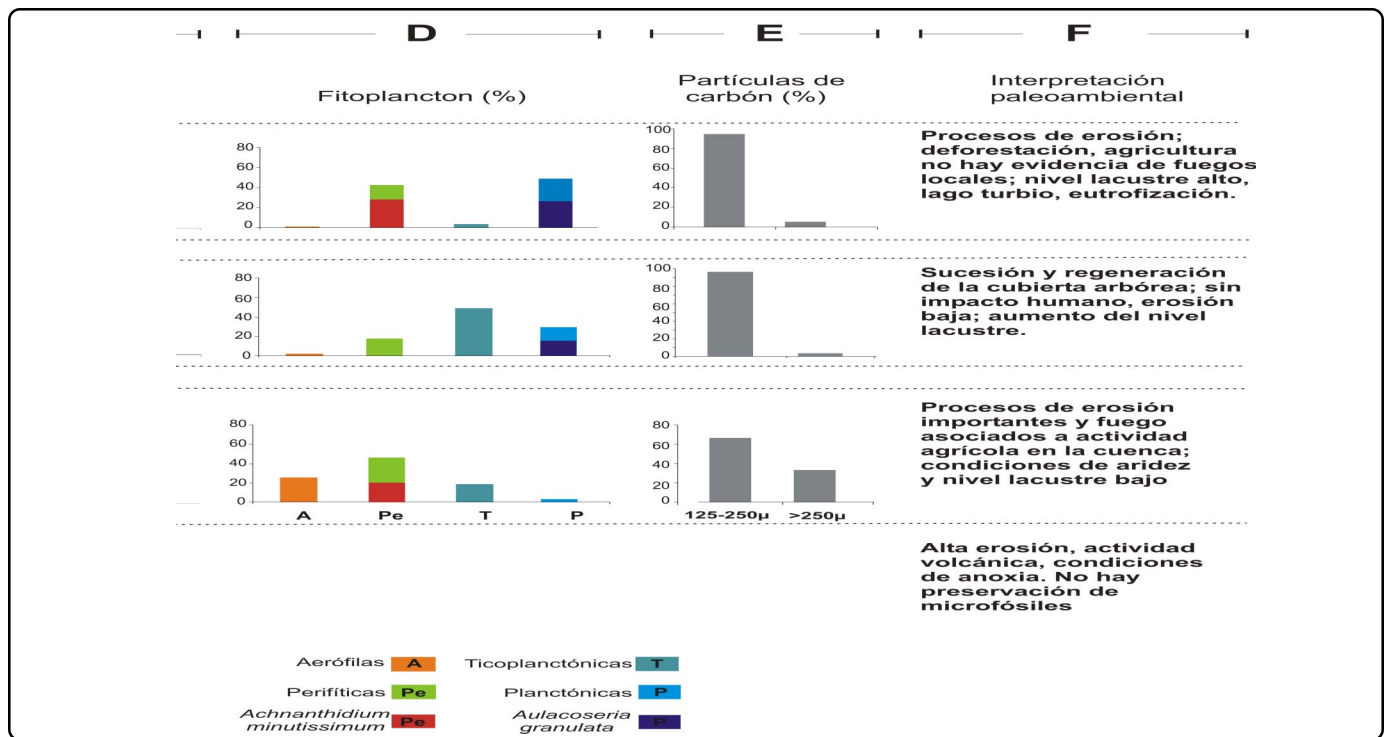 D
E
F
Fitoplancton (%)
Partículas de
carbón (%)
Interpretación
paleoambiental
80
60
40
20
0
100
80
60
40
20
0
Procesos de erosión;
deforestación, agricultura
no hay evidencia de fuegos
locales; nivel lacustre alto,
lago turbio, eutrofización.
80
60
40
20
0
100
80
60
40
20
0
Sucesión y regeneración
de la cubierta arbórea; sin
impacto humano, erosión
baja; aumento del nivel
lacustre.
80
60
40
20
0
A Pe T P
80
60
40
20
0
125-250µ >250µ
Procesos de erosión
importantes y fuego
asociados a actividad
agrícola en la cuenca;
condiciones de aridez
y nivel lacustre bajo
Alta erosión, actividad
volcánica, condiciones
de anoxia. No hay
preservación de
microfósiles
Aerófilas A Ticoplanctónicas T
Perifíticas Pe Planctónicas P
Achnanthidium
minutissimum Pe
Aulacoseria
granulata P